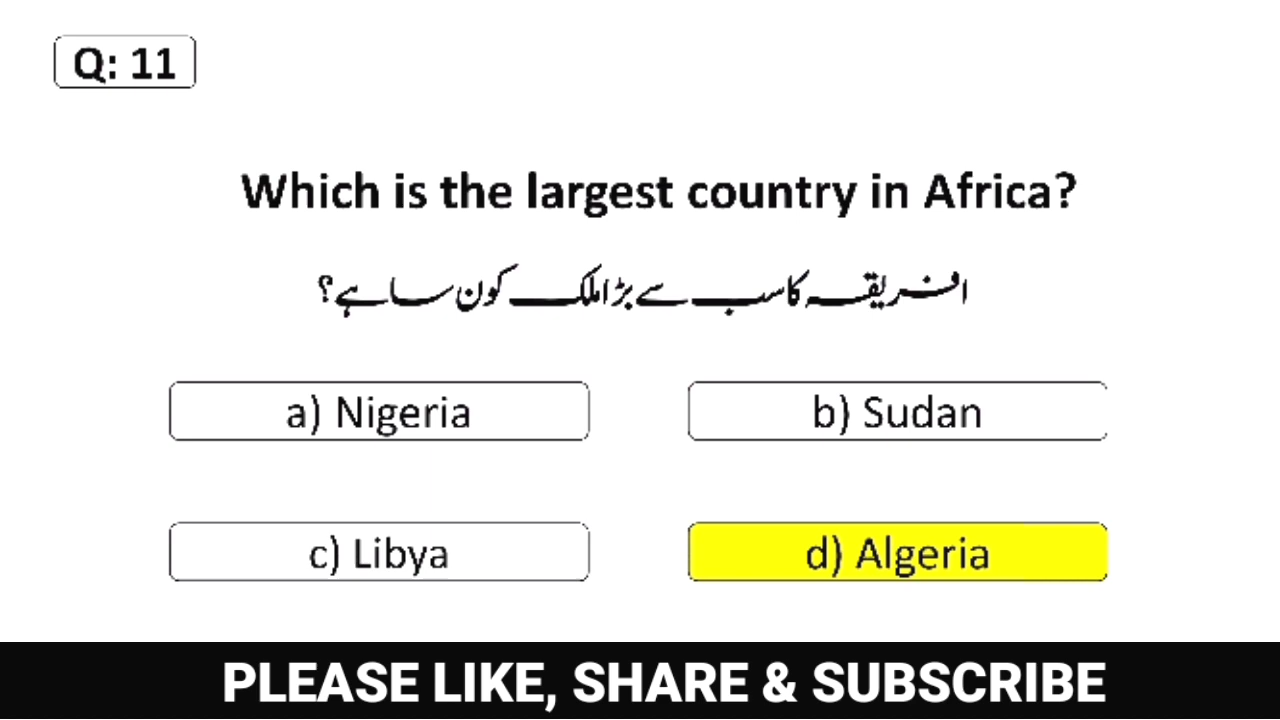 Q: 11
Which is the largest country in Africa?
افریقہ کا سب سے بڑا ملک کون سا ہے؟
a) Nigeria
b) Sudan
c) Libya
d) Algeria
PLEASE LIKE, SHARE & SUBSCRIBE